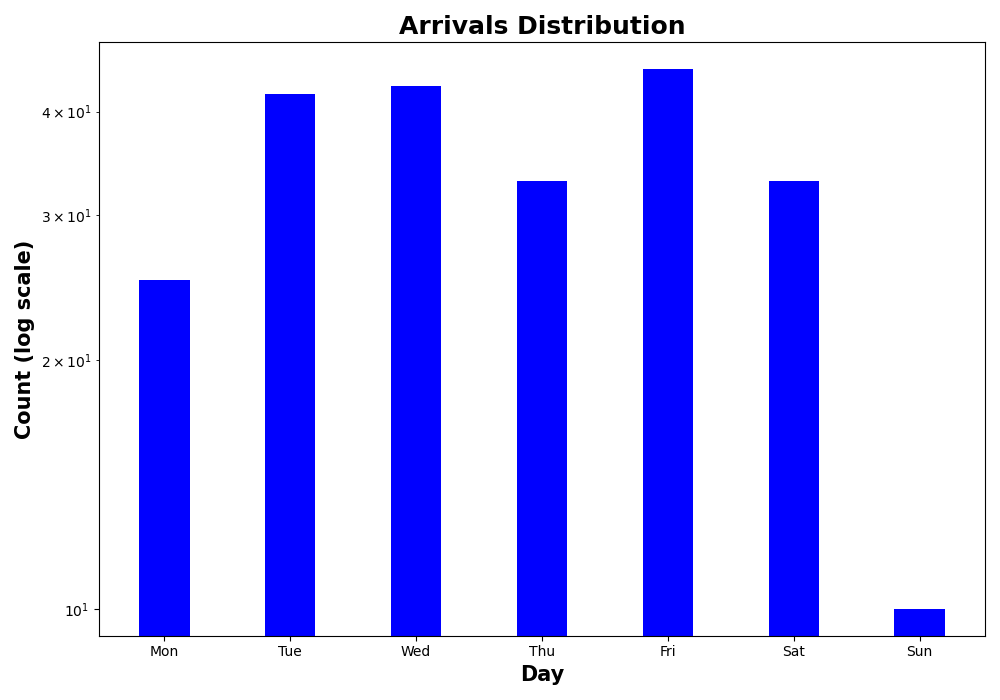 Arrivals Distribution
Count (log scale)
4 × 10¹
3 × 10¹
2 × 10¹
10¹
Mon Tue Wed Thu Fri Sat Sun
Day